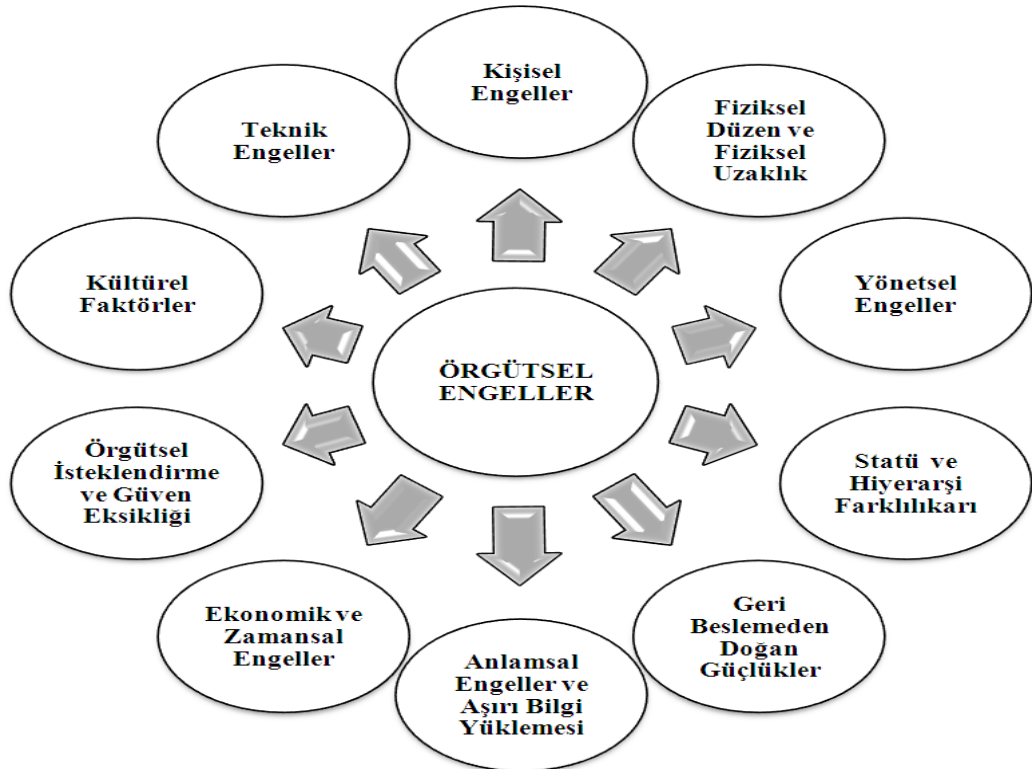 Kişisel
Engeller
Fiziksel
Düzen ve
Fiziksel
Uzaklık
Yönetsel
Engeller
Statü ve
Hiyerarşi
Farklılıkarı
Geri
Beslemeden
Doğan
Güçlükler
Anlamsal
Engeller ve
Aşırı Bilgi
Yüklemesi
Ekonomik ve
Zamansal
Engeller
Örgütsel
İsteklendirme
ve Güven
Eksikliği
Kültürel
Faktörler
Teknik
Engeller
ÖRGÜTSEL
ENGELLER